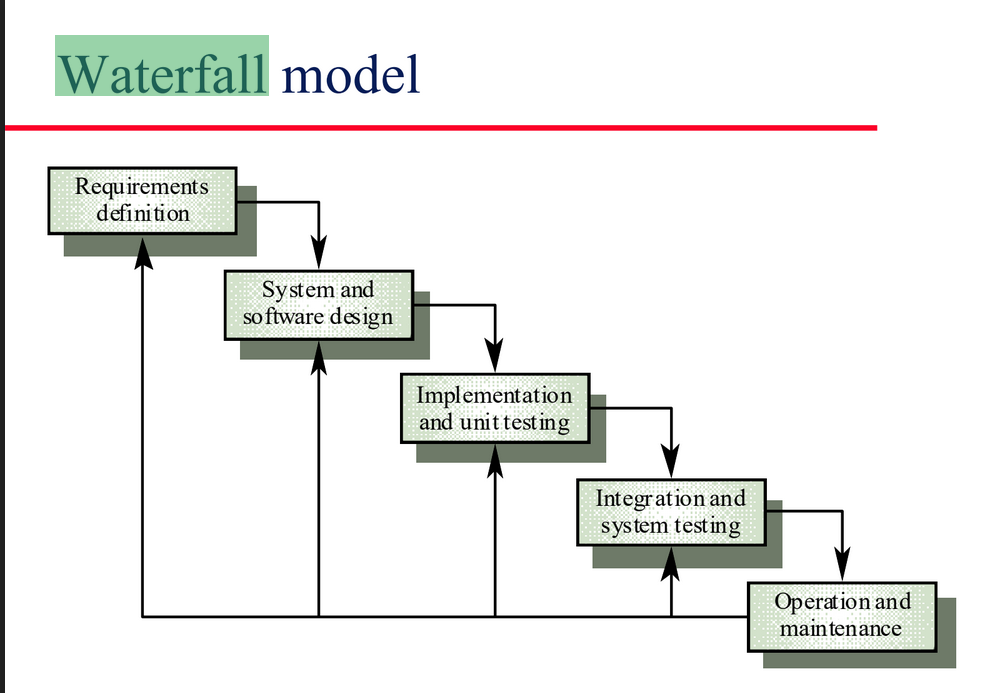 Waterfall model
Requirements
definition
System and
software design
Implementation
and unit testing
Integration and
system testing
Operation and
maintenance